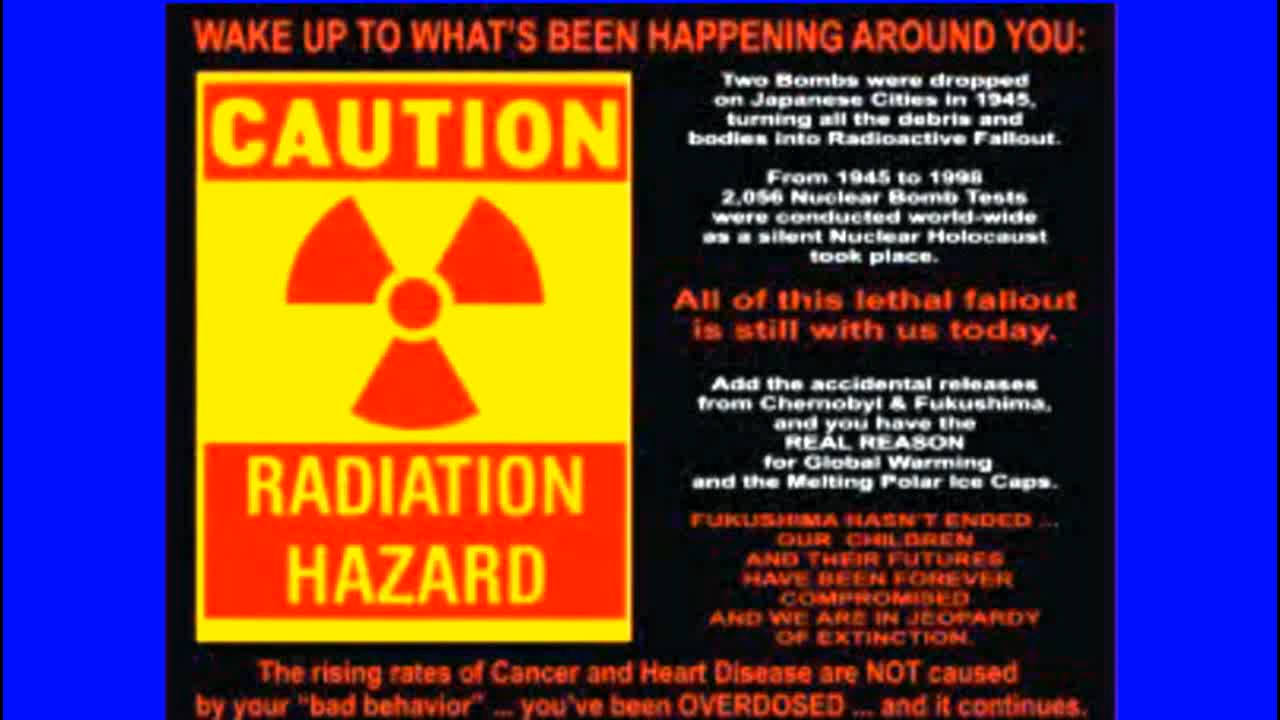 WAKE UP TO WHAT'S BEEN HAPPENING AROUND YOU:
CAUTION
RADIATION
HAZARD
Two Bombs were dropped
on Japanese Cities in 1945,
turning all the debris and
bodies into Radioactive Fallout.
From 1945 to 1998
2,056 Nuclear Bomb Tests
were conducted world-wide
as a silent Nuclear Holocaust
took place.
All of this lethal fallout
is still with us today.
Add the accidental releases
from Chernobyl & Fukushima,
and you have the
REAL REASON
for Global Warming
and the Melting Polar Ice Caps.
FUKUSHIMA HASN'T ENDED ...
OUR CHILDREN
AND THEIR FUTURES
HAVE BEEN FOREVER
COMPROMISED
AND WE ARE IN JEOPARDY
OF EXTINCTION.
The rising rates of Cancer and Heart Disease are NOT caused
by your "bad behavior" ... you've been OVERDOSED ... and it continues.